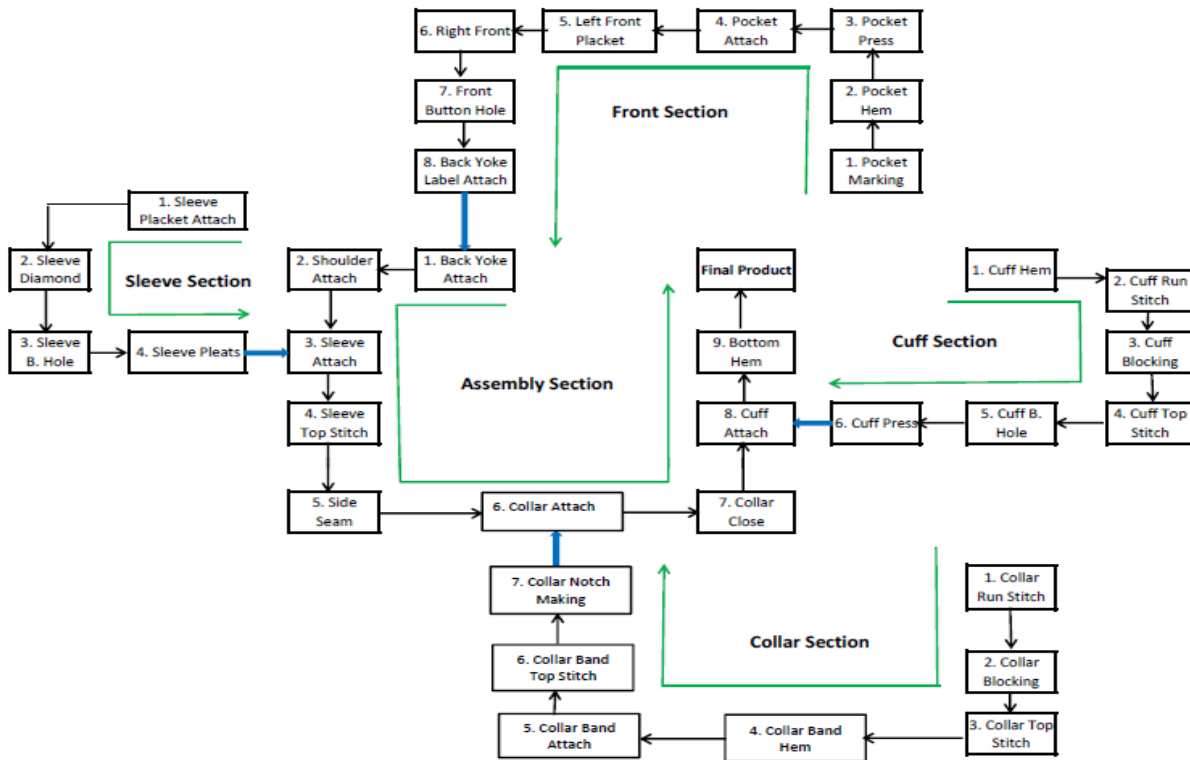 6. Right Front
5. Left Front
Placket
4. Pocket
Attach
3. Pocket
Press
7. Front
Button Hole
Front Section
2. Pocket
Hem
8. Back Yoke
Label Attach
1. Pocket
Marking
1. Sleeve
Placket Attach
2. Sleeve
Diamond
Sleeve Section
2. Shoulder
Attach
1. Back Yoke
Attach
Final Product
1. Cuff Hem
2. Cuff Run
Stitch
3. Sleeve
B. Hole
4. Sleeve Pleats
3. Sleeve
Attach
9. Bottom
Hem
Cuff Section
3. Cuff
Blocking
Assembly Section
4. Sleeve
Top Stitch
8. Cuff
Attach
6. Cuff Press
5. Cuff B.
Hole
4. Cuff Top
Stitch
5. Side
Seam
6. Collar Attach
7. Collar
Close
7. Collar Notch
Making
1. Collar
Run Stitch
Collar Section
6. Collar Band
Top Stitch
2. Collar
Blocking
5. Collar Band
Attach
4. Collar Band
Hem
3. Collar Top
Stitch